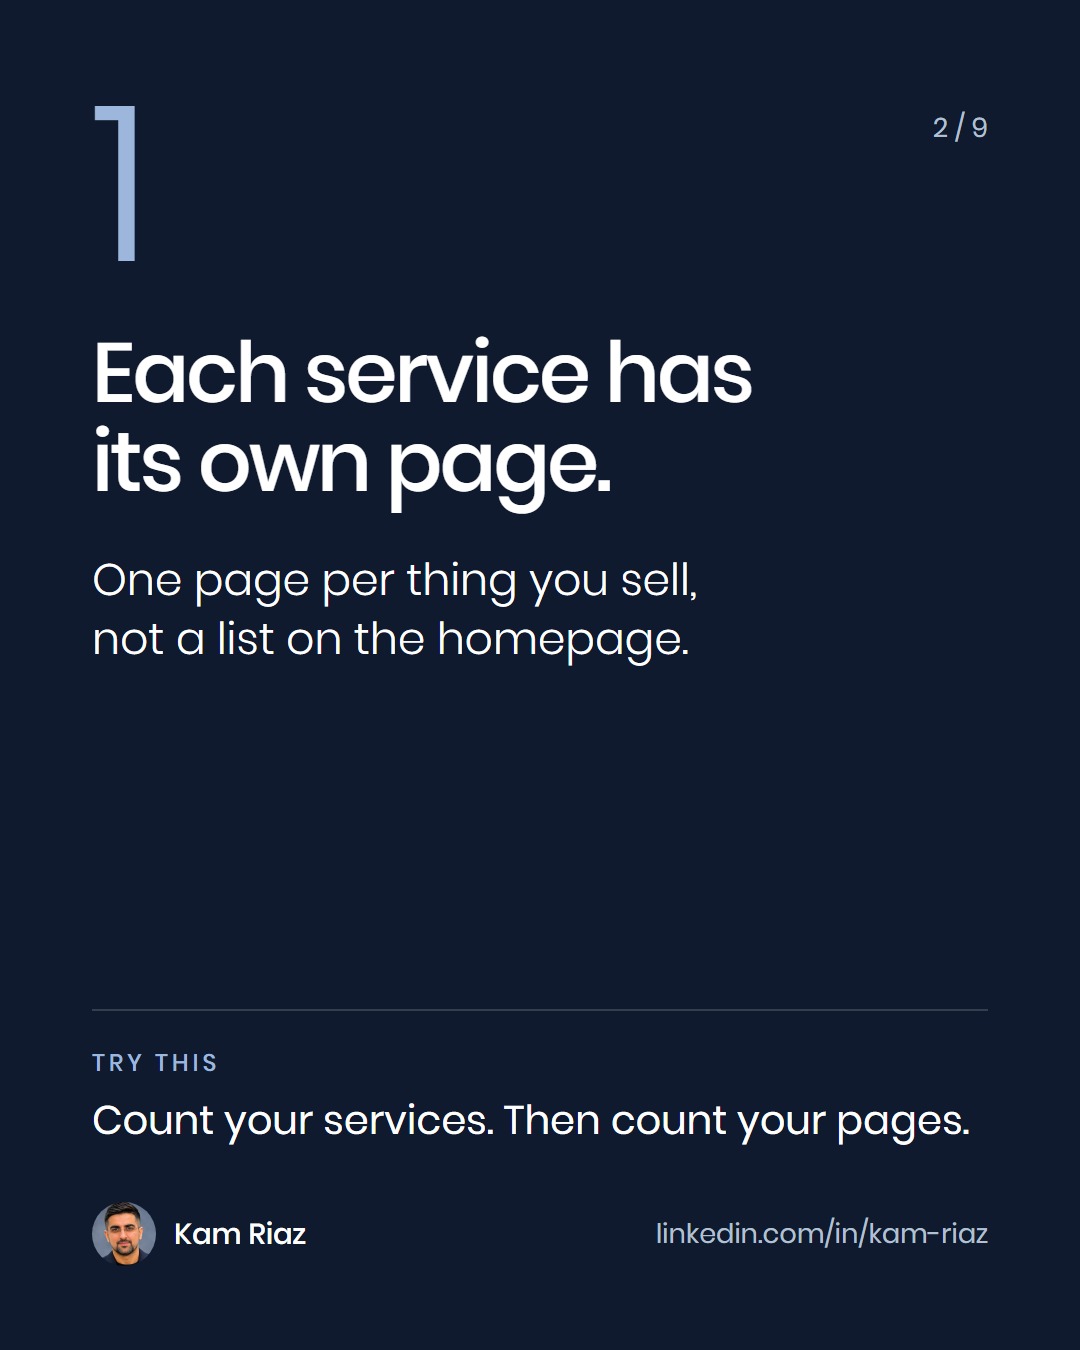 1
2 / 9
Each service has
its own page.
One page per thing you sell,
not a list on the homepage.
TRY THIS
Count your services. Then count your pages.
Kam Riaz
linkedin.com/in/kam-riaz